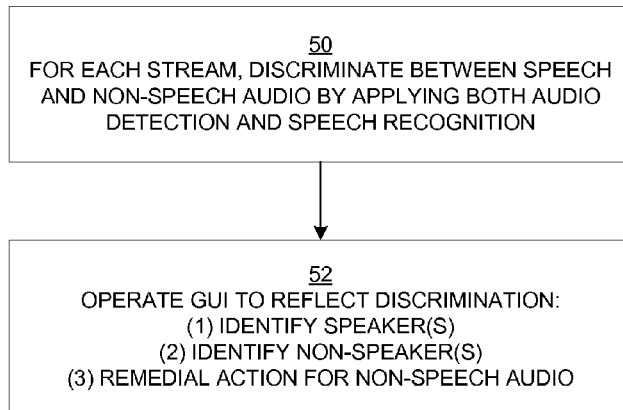 50
FOR EACH STREAM, DISCRIMINATE BETWEEN SPEECH
AND NON-SPEECH AUDIO BY APPLYING BOTH AUDIO
DETECTION AND SPEECH RECOGNITION
52
OPERATE GUI TO REFLECT DISCRIMINATION:
(1) IDENTIFY SPEAKER(S)
(2) IDENTIFY NON-SPEAKER(S)
(3) REMEDIAL ACTION FOR NON-SPEECH AUDIO